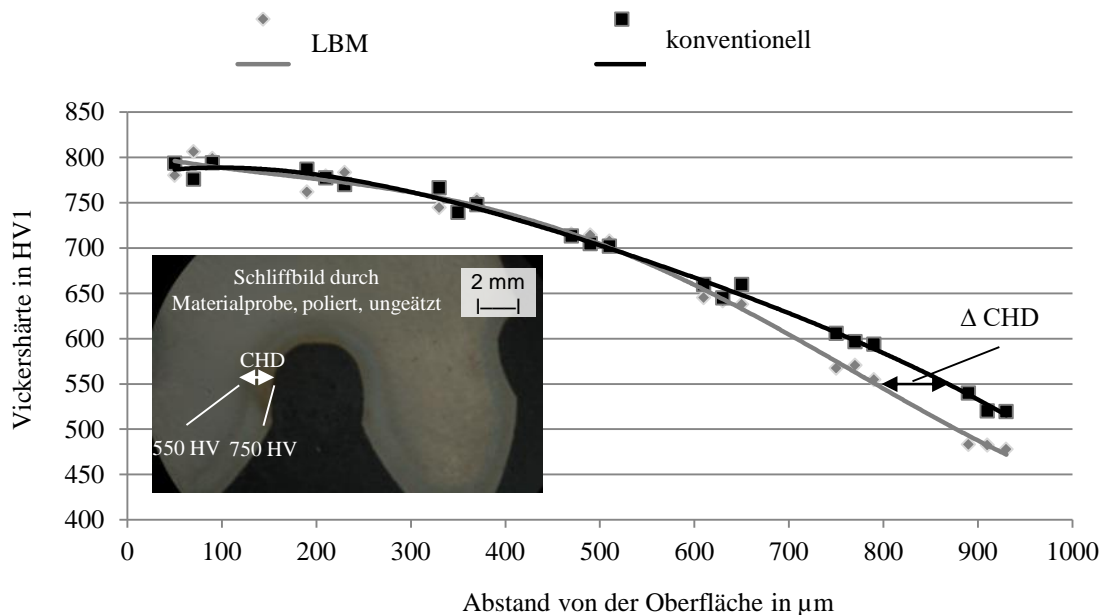 LBM
konventionell
850
800
750
700
650
600
550
500
450
400
Vickershärte in HV1
Schliffbild durch
Materialprobe, poliert, ungeätzt
2 mm
CHD
550 HV
750 HV
Δ CHD
0
100
200
300
400
500
600
700
800
900
1000
Abstand von der Oberfläche in µm